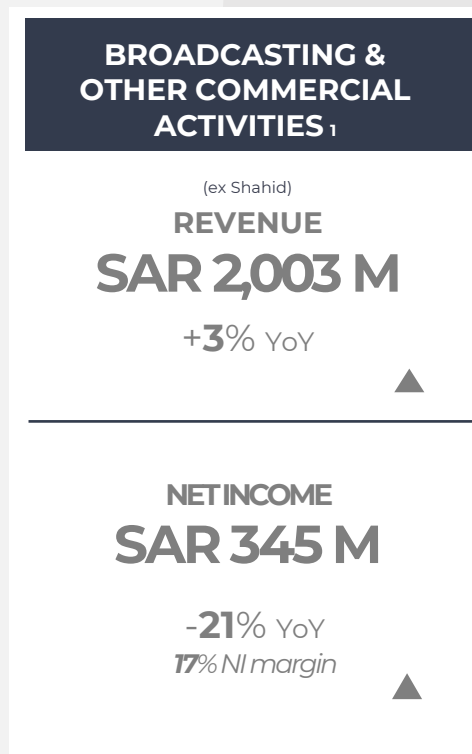 BROADCASTING &
OTHER COMMERCIAL
ACTIVITIES 1
(ex Shahid)
REVENUE
SAR 2,003 M
+3% YoY
NET INCOME
SAR 345 M
-21% YoY
17% NI margin